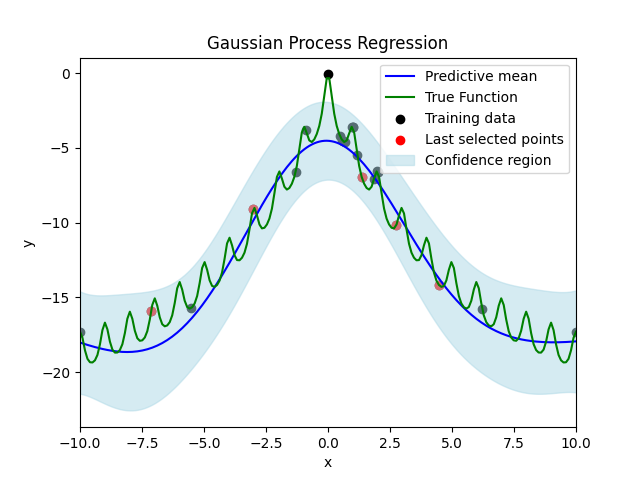 Gaussian Process Regression
Predictive mean
True Function
Training data
Last selected points
Confidence region
y
0
−5
−10
−15
−20
−10.0 −7.5 −5.0 −2.5 0.0 2.5 5.0 7.5 10.0
x